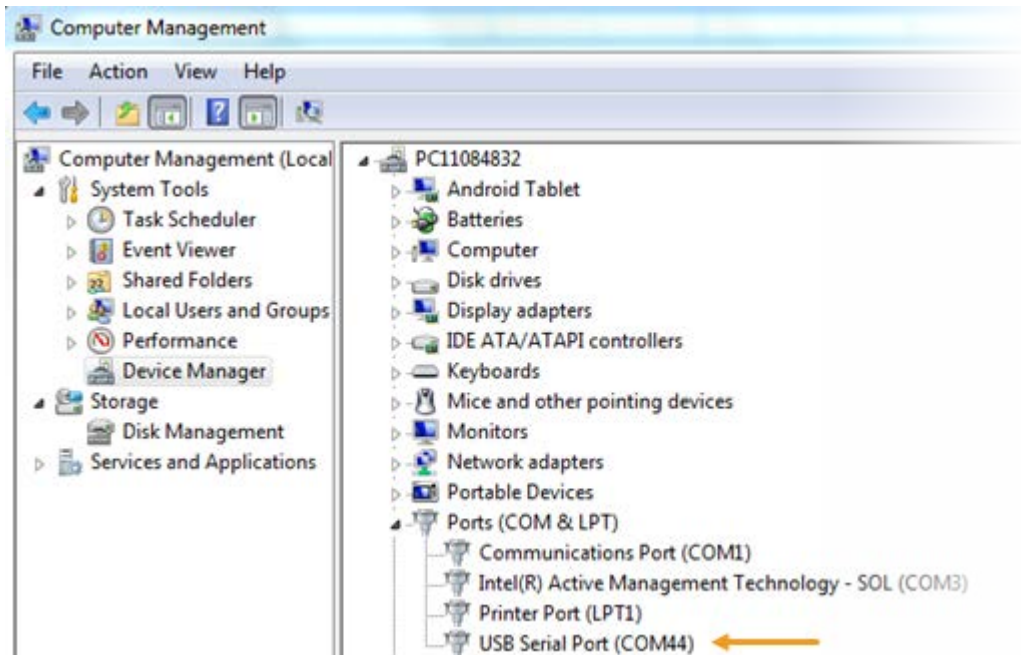 Computer Management
File Action View Help
Computer Management (Local
System Tools
Task Scheduler
Event Viewer
Shared Folders
Local Users and Groups
Performance
Device Manager
Storage
Disk Management
Services and Applications
PC11084832
Android Tablet
Batteries
Computer
Disk drives
Display adapters
IDE ATA/ATAPI controllers
Keyboards
Mice and other pointing devices
Monitors
Network adapters
Portable Devices
Ports (COM & LPT)
Communications Port (COM1)
Intel(R) Active Management Technology - SOL (COM3)
Printer Port (LPT1)
USB Serial Port (COM44)